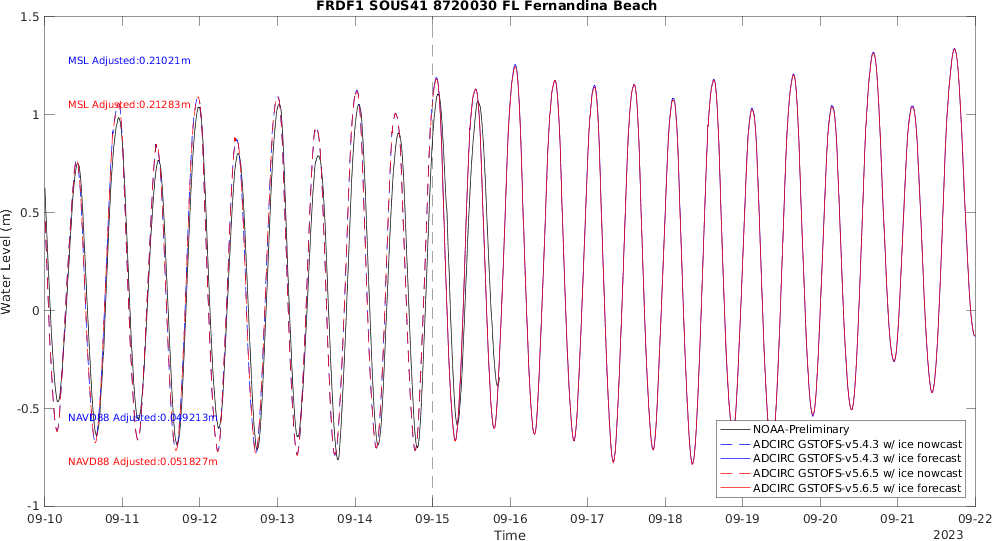 FRDF1 SOUS41 8720030 FL Fernandina Beach
1.5
MSL Adjusted:0.21021m
MSL Adjusted:0.21283m
1
0.5
Water Level (m)
0
-0.5
NAVD88 Adjusted:0.049213m
NAVD88 Adjusted:0.051827m
-1
NOAA-Preliminary
ADCIRC GSTOFS-v5.4.3 w/ ice nowcast
ADCIRC GSTOFS-v5.4.3 w/ ice forecast
ADCIRC GSTOFS-v5.6.5 w/ ice nowcast
ADCIRC GSTOFS-v5.6.5 w/ ice forecast
09-10 09-11 09-12 09-13 09-14 09-15 09-16 09-17 09-18 09-19 09-20 09-21 09-22
Time
2023